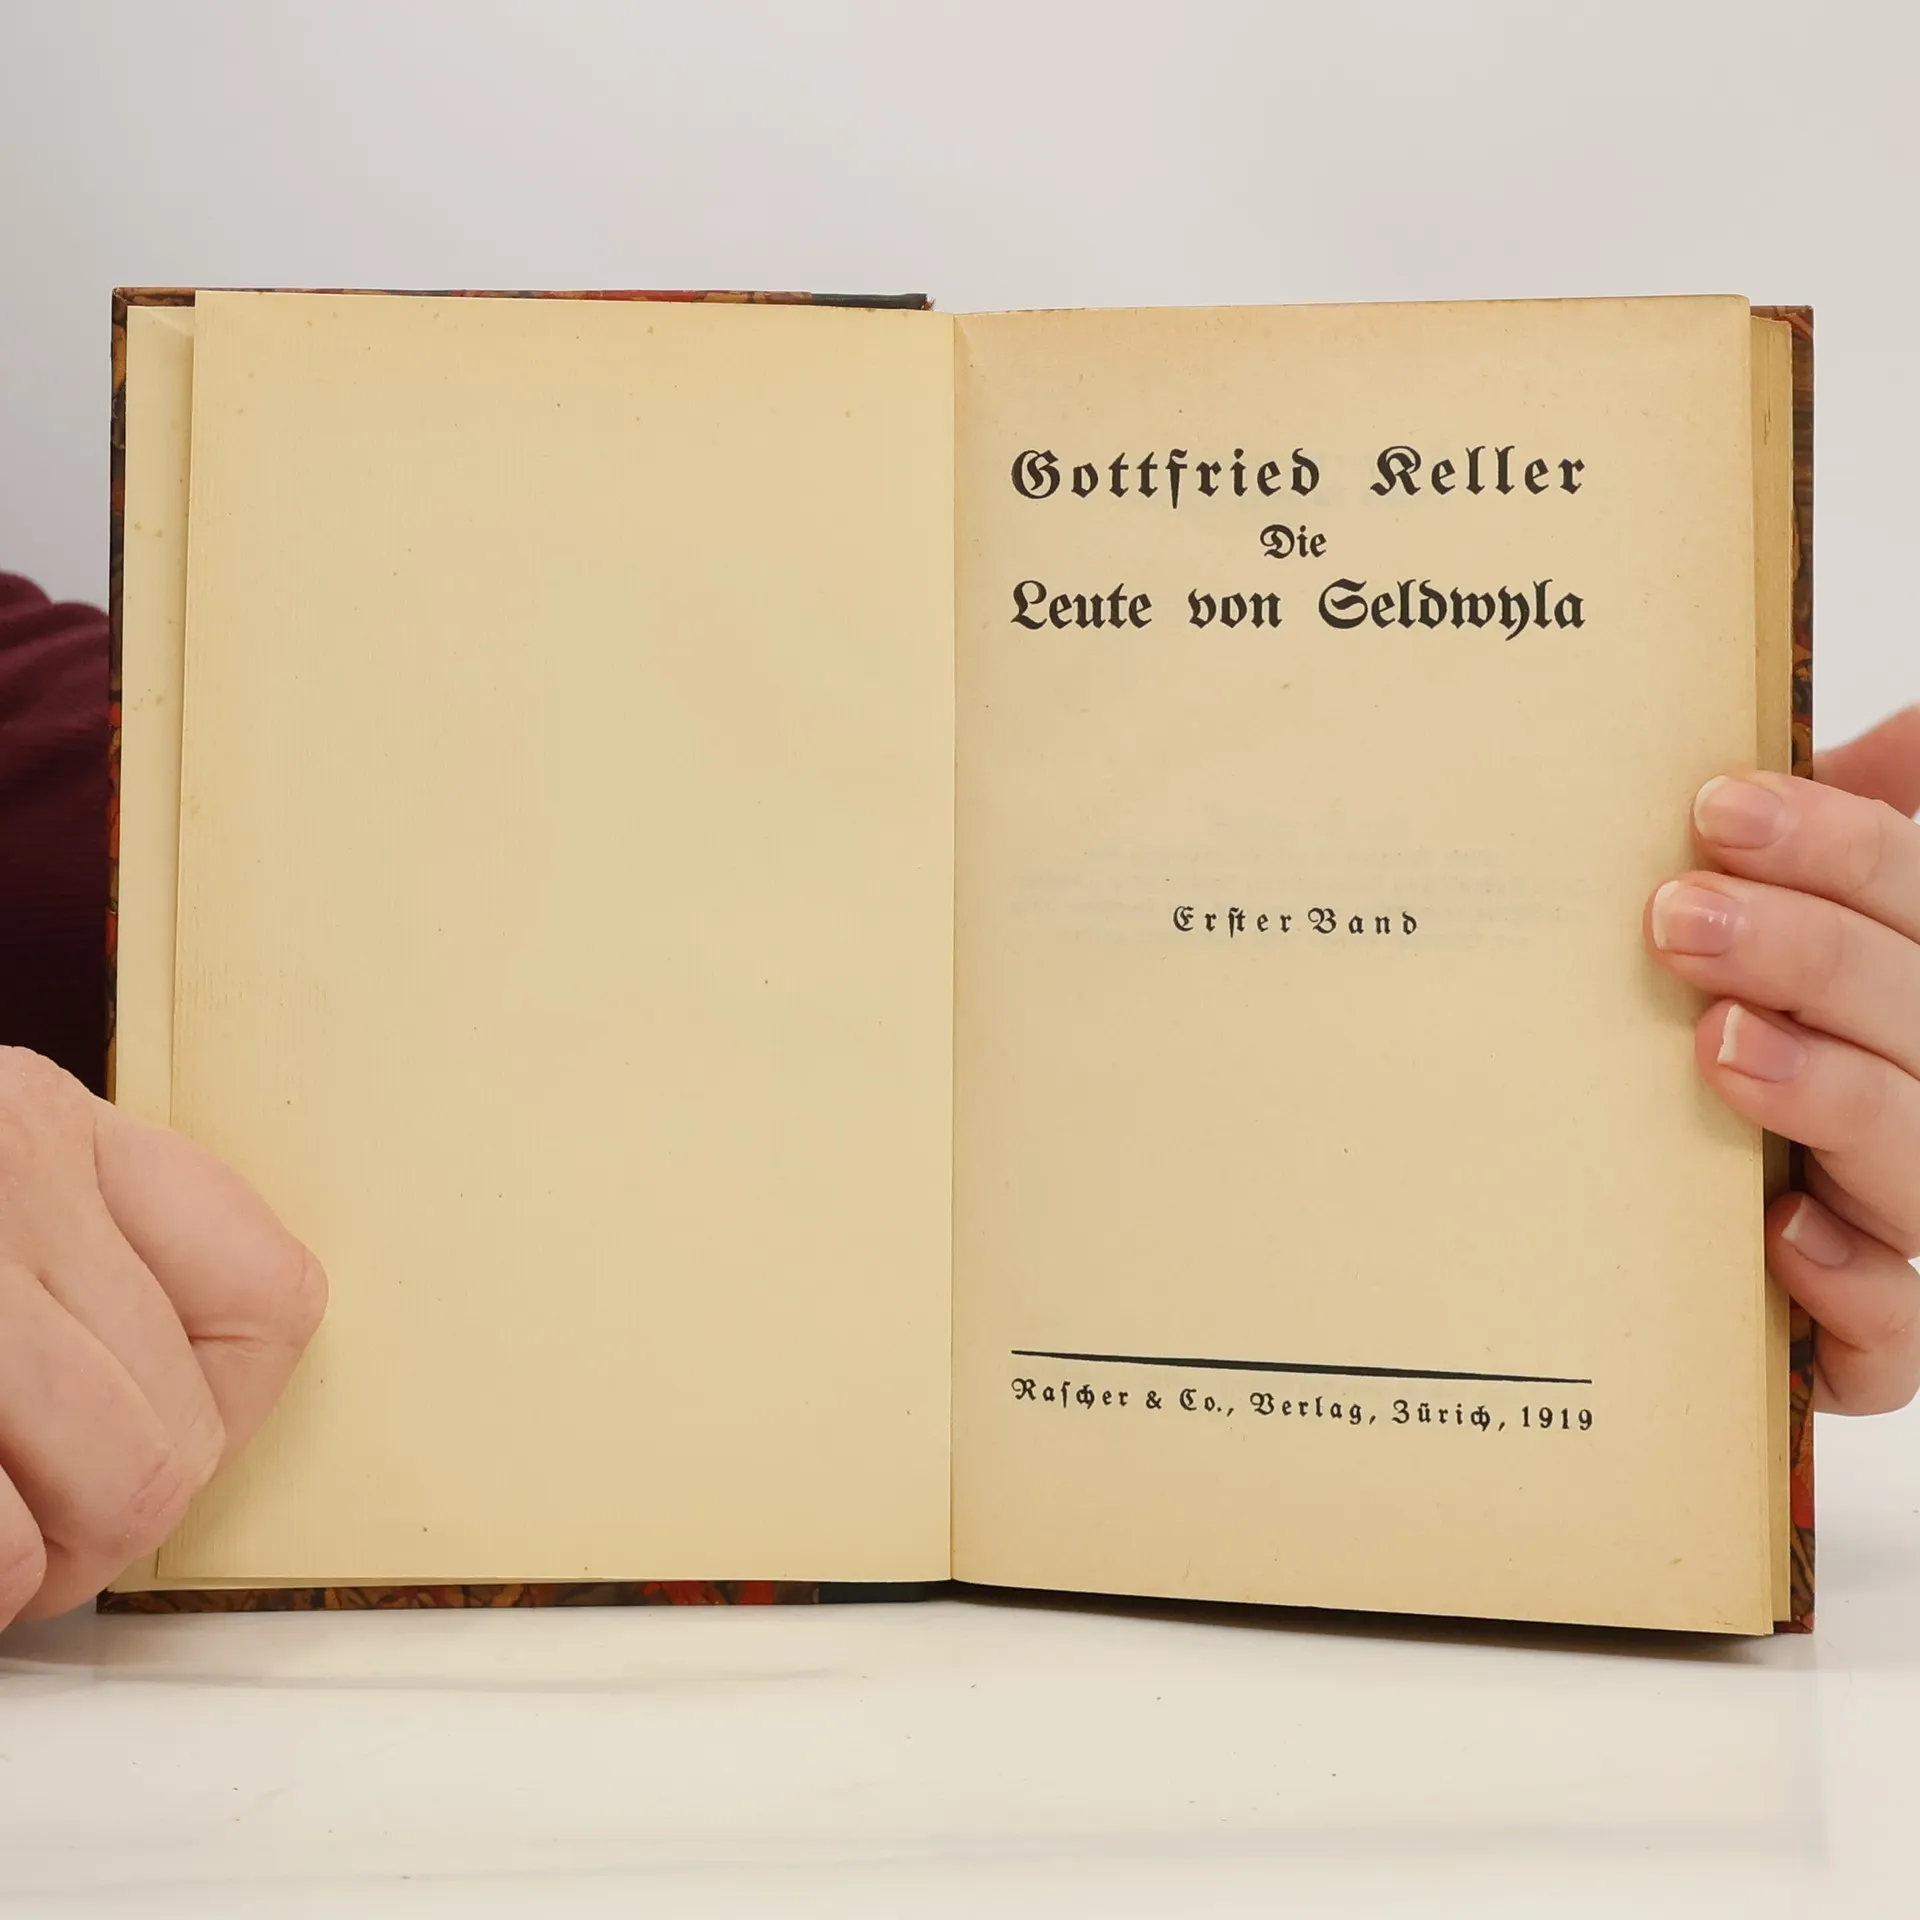 Gottfried Keller
Die
Leute von Seldwyla
Erſter Band
Raſcher & Co., Verlag, Zürich, 1919